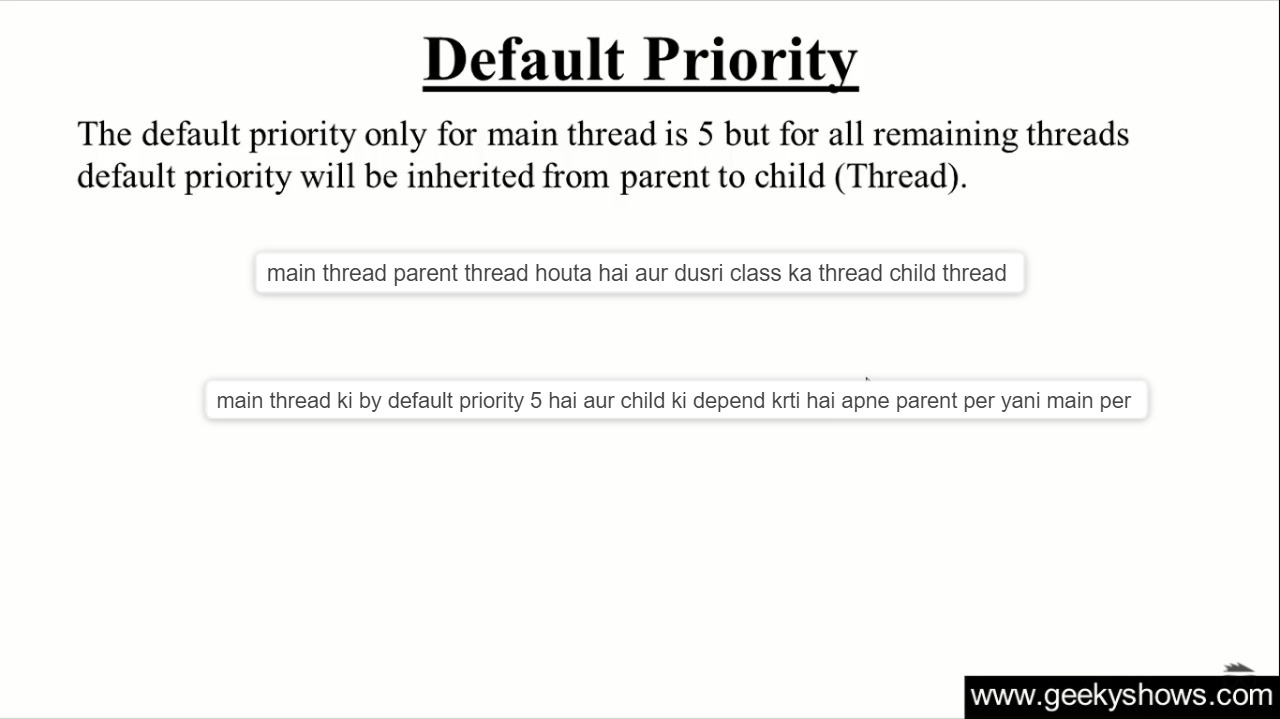 Default Priority
The default priority only for main thread is 5 but for all remaining threads
default priority will be inherited from parent to child (Thread).
main thread parent thread houta hai aur dusri class ka thread child thread
main thread ki by default priority 5 hai aur child ki depend krti hai apne parent per yani main per
www.geekyshows.com